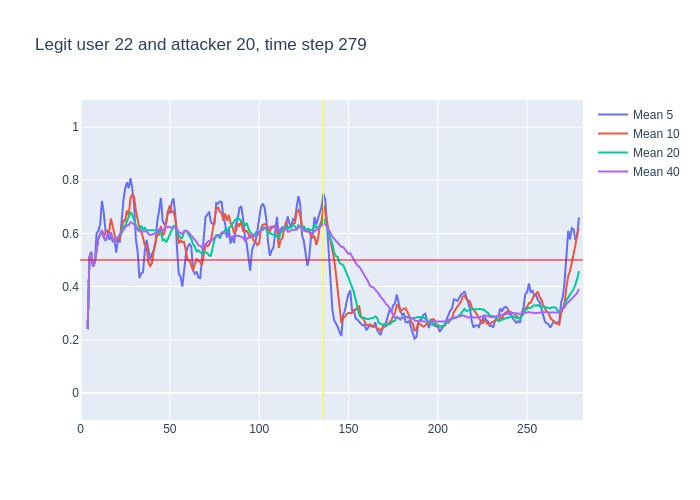 Legit user 22 and attacker 20, time step 279
Mean 5
Mean 10
Mean 20
Mean 40
1
0.8
0.6
0.4
0.2
0
0 50 100 150 200 250